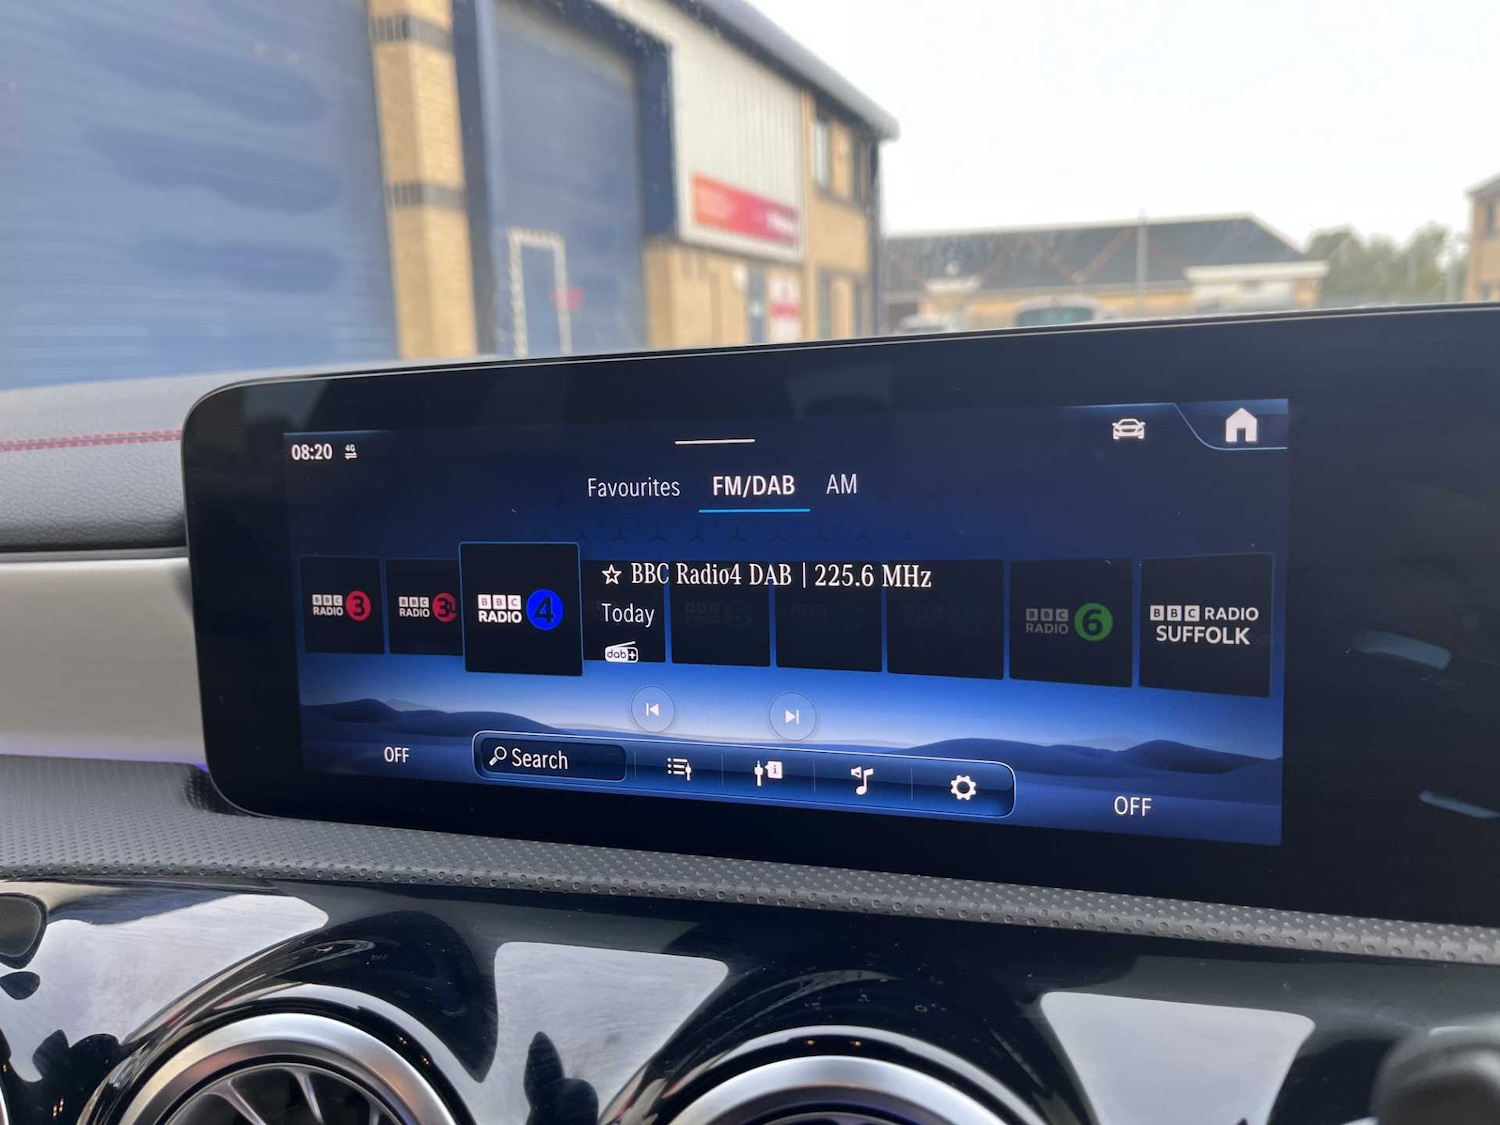 08:20 4G
Favourites FM/DAB AM
BBC RADIO 3
BBC RADIO 3
BBC RADIO 4
☆ BBC Radio4 DAB | 225.6 MHz
Today
dab+
BBC RADIO 6
BBC RADIO
SUFFOLK
OFF
Search
i
OFF